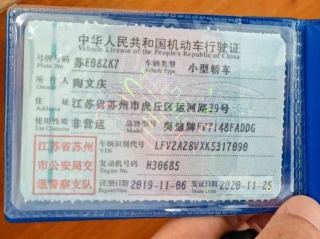 中华人民共和国机动车行驶证
Vehicle License of the People's Republic of China
号牌号码 苏E08ZK7 车辆类型 小型轿车
Plate No. Vehicle Type
所有人 陶文庆
Owner
住址 江苏省苏州市虎丘区运河路39号
Address
使用性质 非营运 品牌型号 奥迪牌FV7148FADDG
Use Character Model
江苏省苏州市公安局交通警察支队
车辆识别代号 LFV2A28VXK5317090
VIN
发动机号码 H30685
Engine No.
注册日期 2019-11-06 发证日期 2020-11-25
Register Date Issue Date